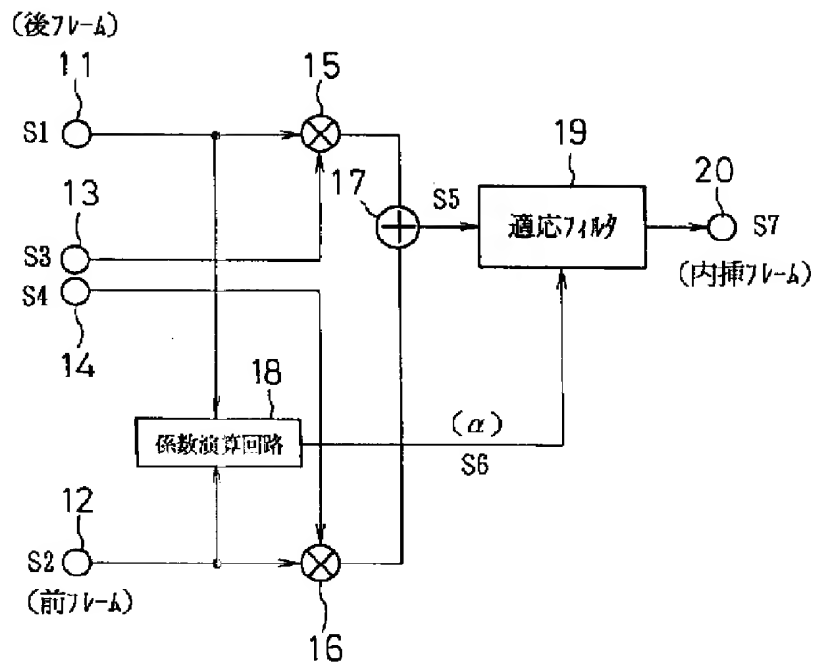 (後フレーム)
11
15
S1
19
13
17
S5
20
S3
適応フィルタ
S7
S4
(内挿フレーム)
14
18
(α)
係数演算回路
S6
12
S2
(前フレーム)
16